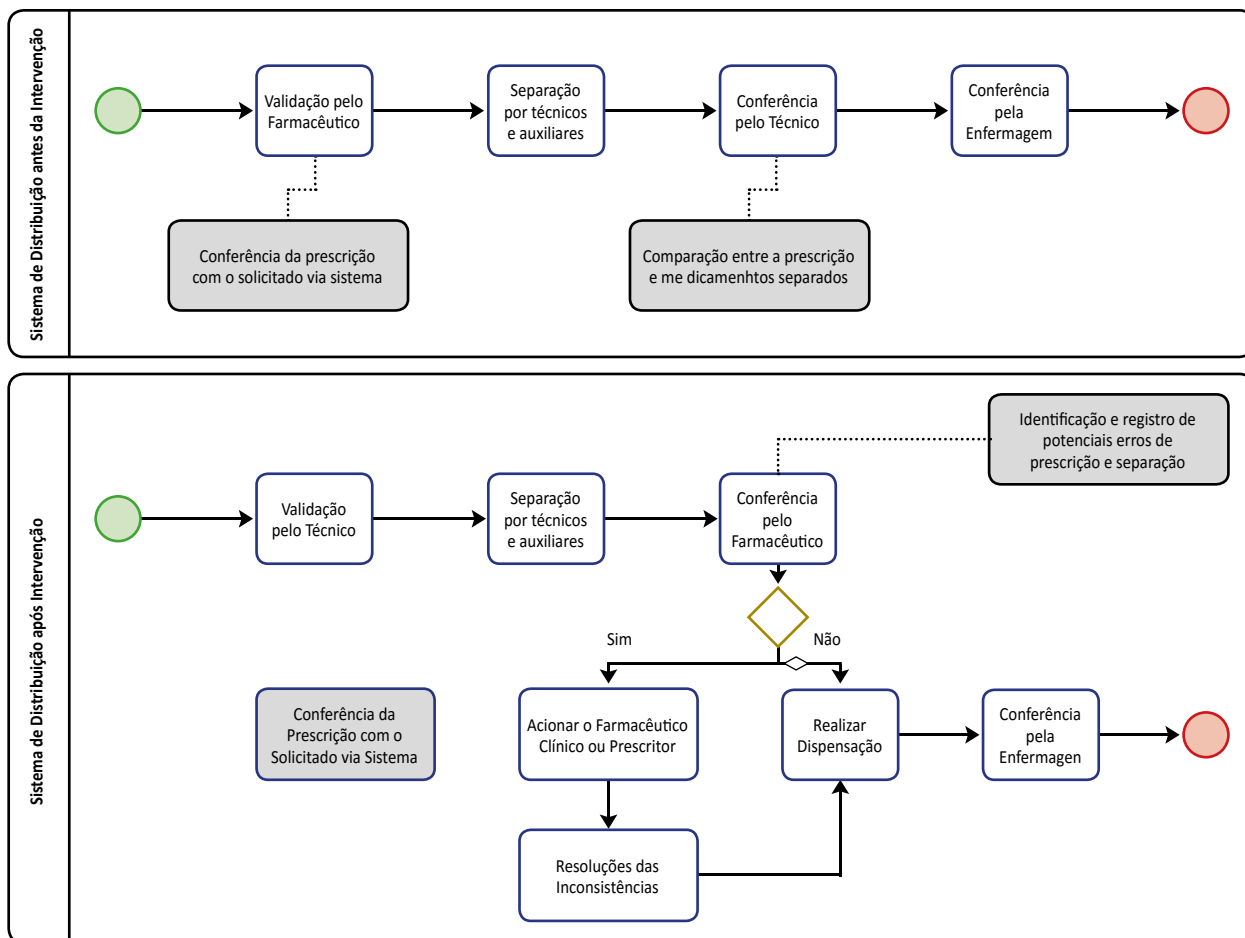 Sistema de Distribuição antes da Intervenção
Validação pelo
Farmacêutico
Separação
por técnicos
e auxiliares
Conferência
pelo Técnico
Conferência
pela
Enfermagem
Conferência da prescrição
com o solicitado via sistema
Comparação entre a prescrição
e me dicamenhtos separados
Sistema de Distribuição após Intervenção
Identificação e registro de
potenciais erros de
prescrição e separação
Validação
pelo Técnico
Separação
por técnicos
e auxiliares
Conferência
pelo
Farmacêutico
Sim
Não
Conferência da
Prescrição com o
Solicitado via Sistema
Acionar o Farmacêutico
Clínico ou Prescritor
Realizar
Dispensação
Conferência
pela
Enfermagen
Resoluções das
Inconsistências